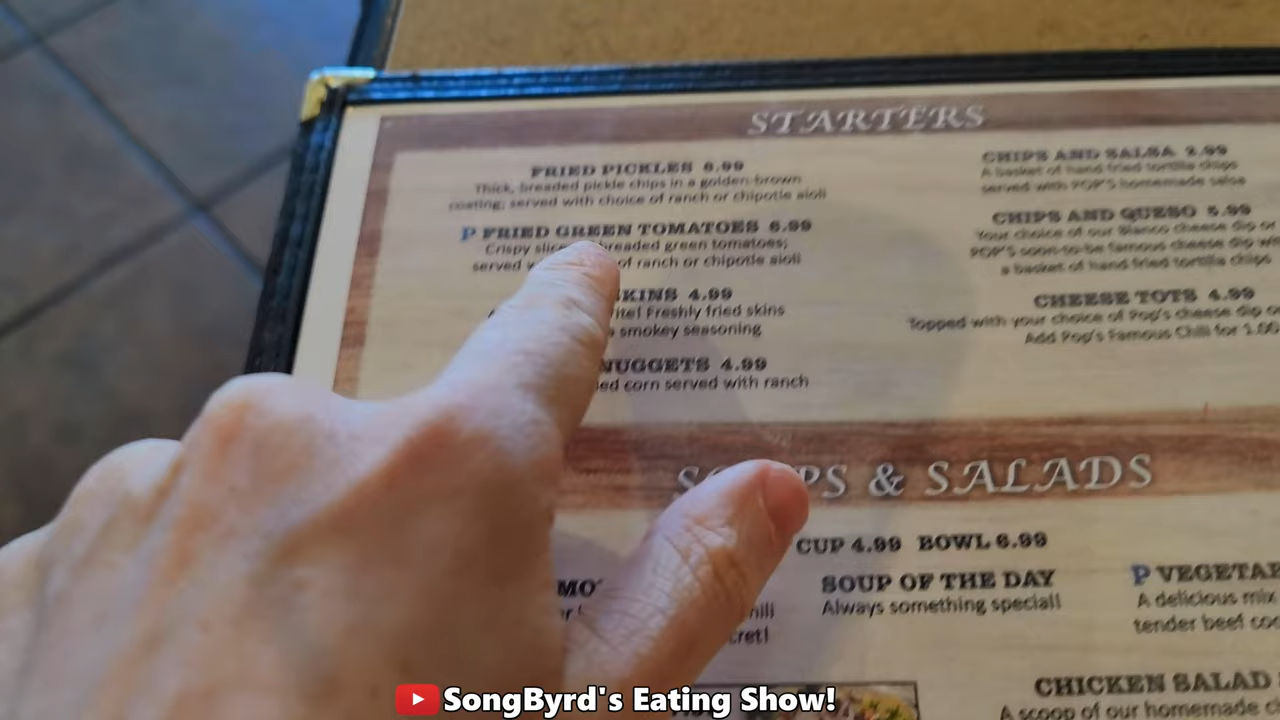 STARTERS
FRIED PICKLES 6.99
Thick, breaded pickle chips in a golden-brown
coating; served with choice of ranch or chipotle aioli
P FRIED GREEN TOMATOES 6.99
Crispy breaded green tomatoes;
served of ranch or chipotle aioli
KINS 4.99
Freshly fried skins
smokey seasoning
NUGGETS 4.99
corn served with ranch
CHIPS AND SALSA 2.99
A basket of hand fried tortilla chips
served with POP'S homemade salsa
CHIPS AND QUESO 5.99
Your choice of our Blanco cheese dip or
POP'S soon-to-be famous cheese dip
a basket of hand fried tortilla chips
CHEESE TOTS 4.99
Topped with your choice of Pop's cheese dip or
Add Pop's Famous Chili for 1.00
& SALADS
CUP 4.99 BOWL 6.99
SOUP OF THE DAY
Always something special!
P VEGETAB
A delicious mix
tender beef
CHICKEN SALAD
A scoop of our homemade
SongByrd's Eating Show!